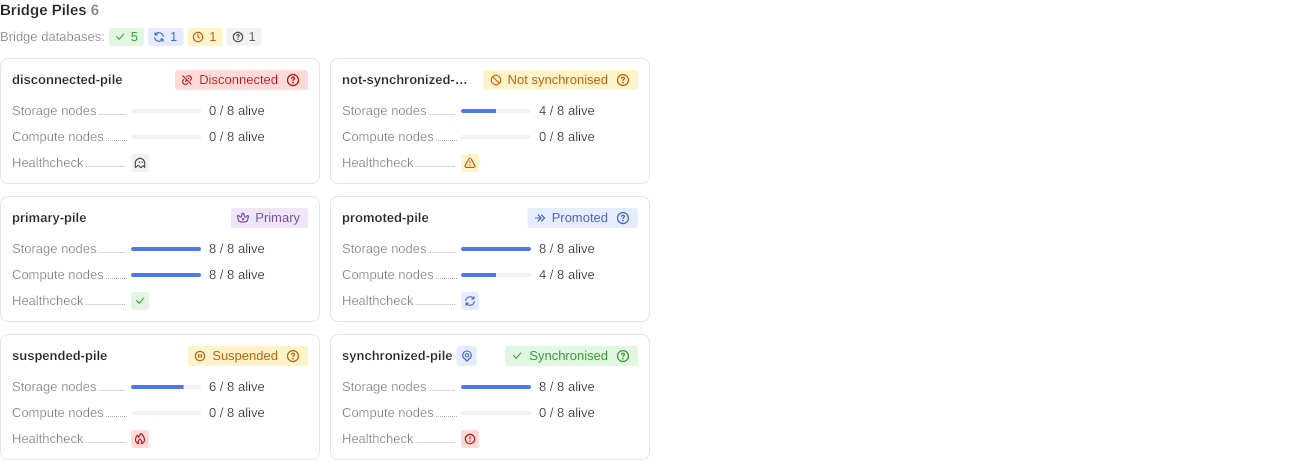 Bridge Piles 6
Bridge databases: 5 1 1 1
disconnected-pile Disconnected
Storage nodes 0 / 8 alive
Compute nodes 0 / 8 alive
Healthcheck
not-synchronized-... Not synchronised
Storage nodes 4 / 8 alive
Compute nodes 0 / 8 alive
Healthcheck
primary-pile Primary
Storage nodes 8 / 8 alive
Compute nodes 8 / 8 alive
Healthcheck
promoted-pile Promoted
Storage nodes 8 / 8 alive
Compute nodes 4 / 8 alive
Healthcheck
suspended-pile Suspended
Storage nodes 6 / 8 alive
Compute nodes 0 / 8 alive
Healthcheck
synchronized-pile Synchronised
Storage nodes 8 / 8 alive
Compute nodes 0 / 8 alive
Healthcheck